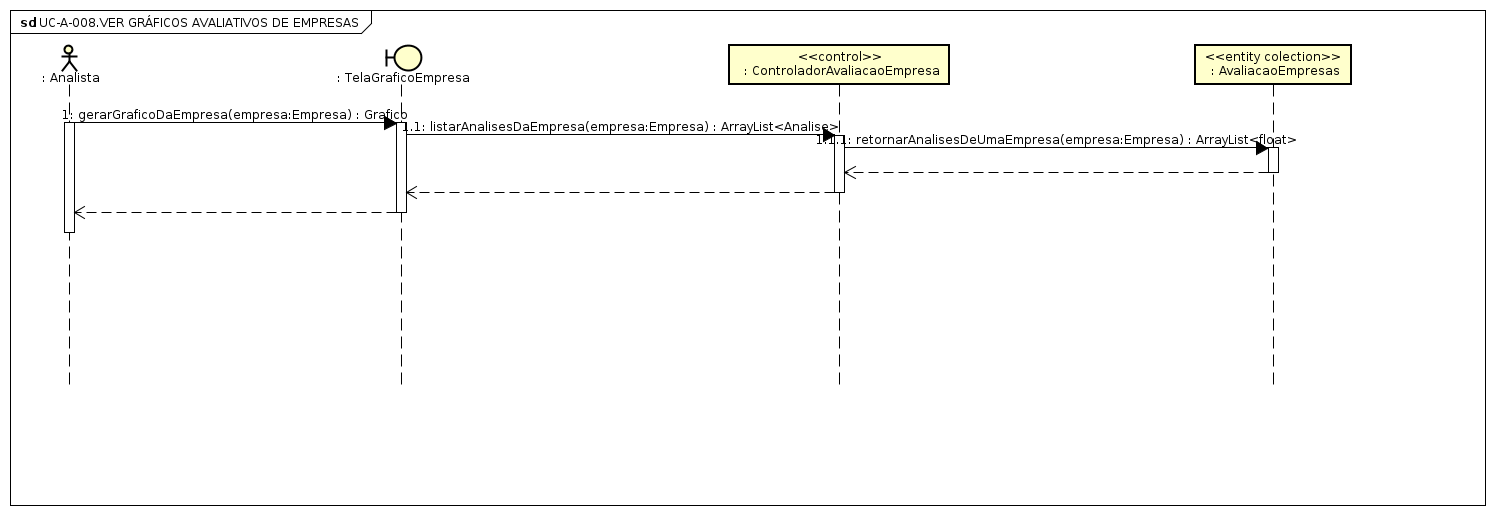 sd UC-A-008.VER GRÁFICOS AVALIATIVOS DE EMPRESAS
: Analista
: TelaGraficoEmpresa
<<control>>
: ControladorAvaliacaoEmpresa
<<entity colection>>
: AvaliacaoEmpresas
1: gerarGraficoDaEmpresa(empresa:Empresa) : Grafico
1.1: listarAnalisesDaEmpresa(empresa:Empresa) : ArrayList<Analise>
1.1.1: retornarAnalisesDeUmaEmpresa(empresa:Empresa) : ArrayList<float>